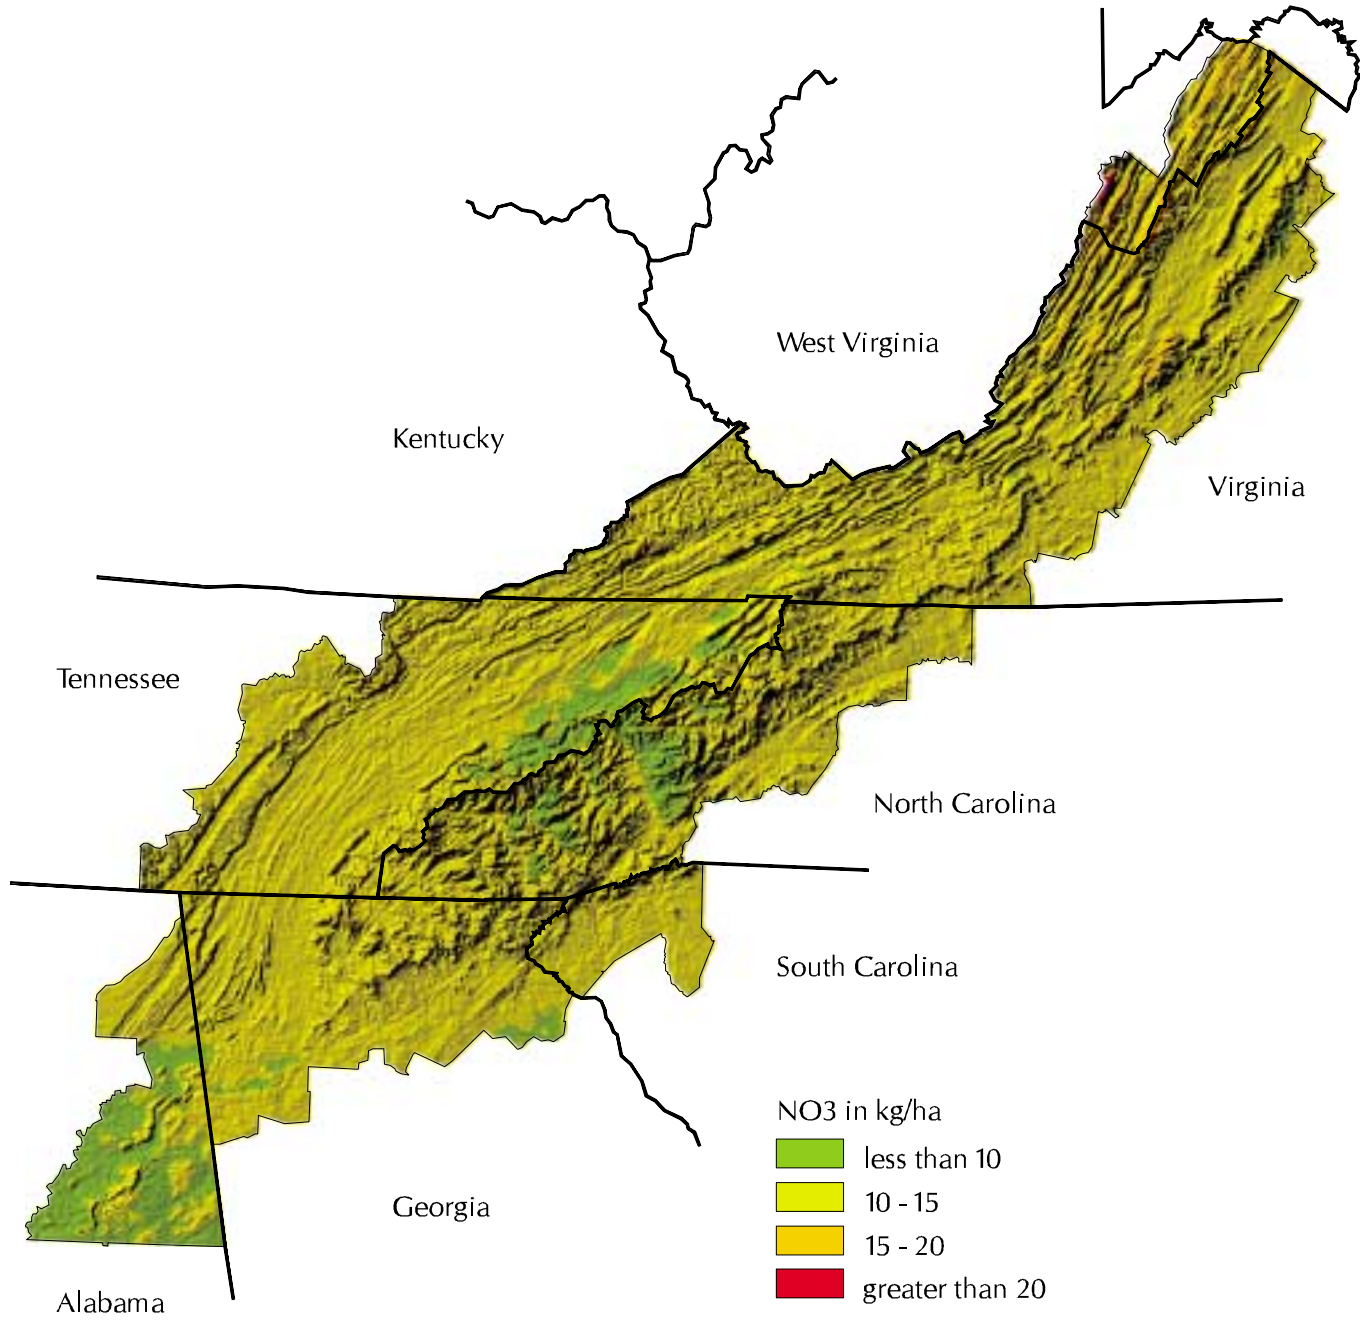 West Virginia
Kentucky
Virginia
Tennessee
North Carolina
South Carolina
NO3 in kg/ha
less than 10
10 - 15
15 - 20
greater than 20
Georgia
Alabama